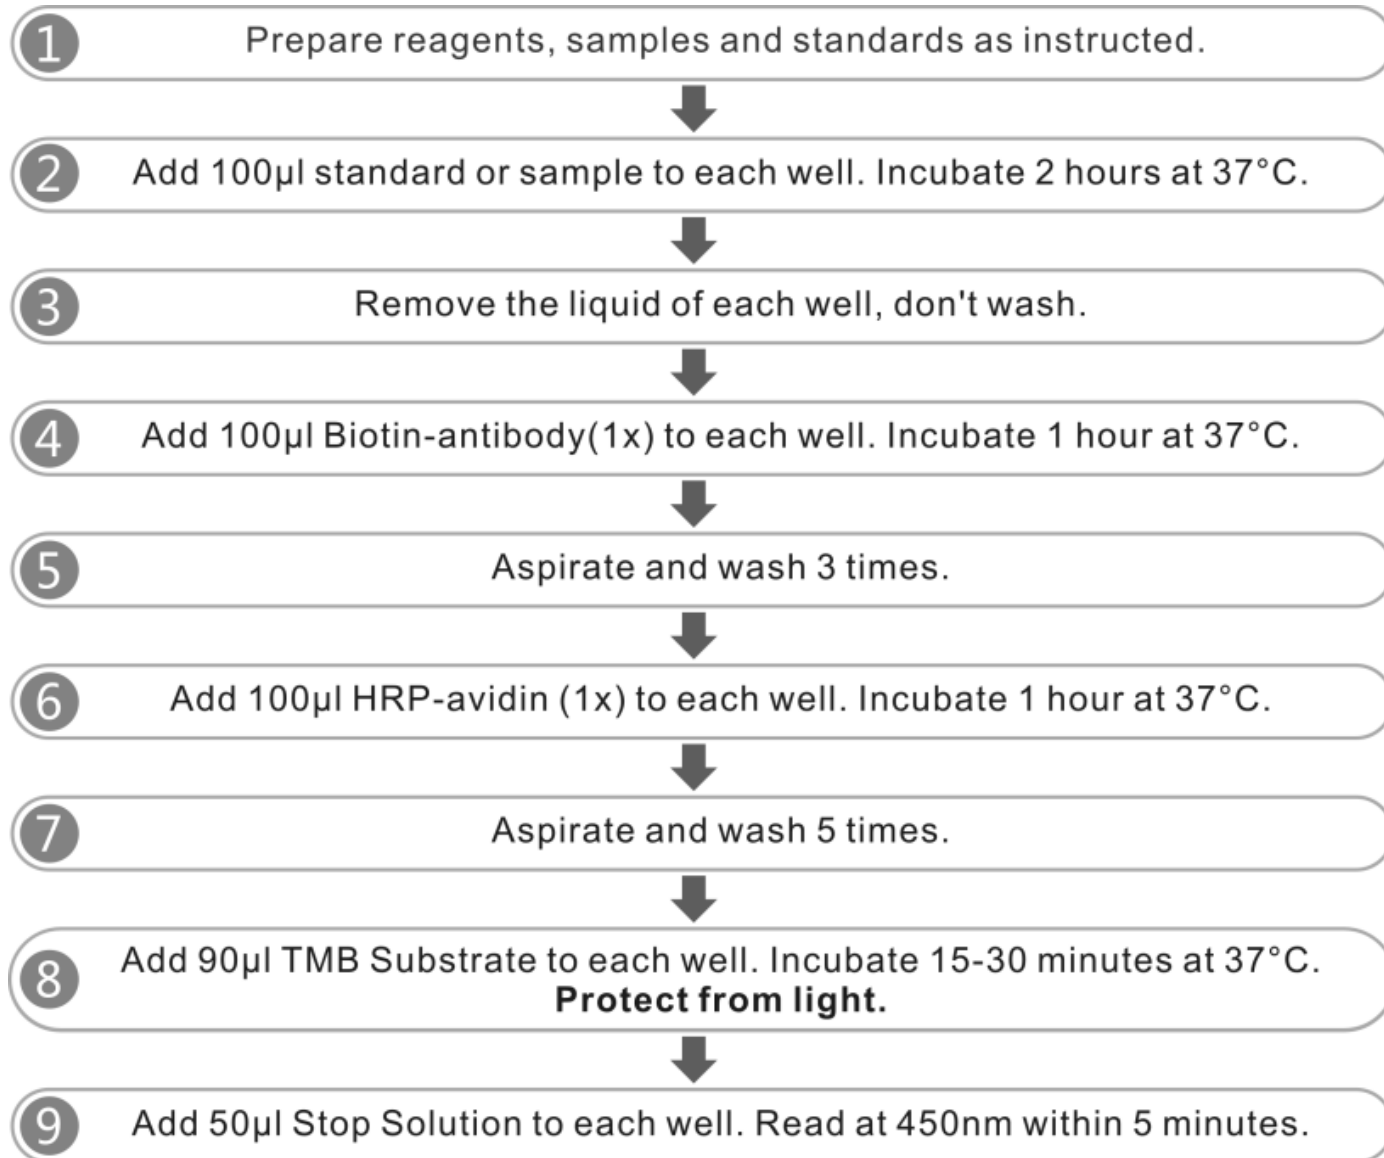 1
Prepare reagents, samples and standards as instructed.
2
Add 100µl standard or sample to each well. Incubate 2 hours at 37°C.
3
Remove the liquid of each well, don't wash.
4
Add 100µl Biotin-antibody(1x) to each well. Incubate 1 hour at 37°C.
5
Aspirate and wash 3 times.
6
Add 100µl HRP-avidin (1x) to each well. Incubate 1 hour at 37°C.
7
Aspirate and wash 5 times.
8
Add 90µl TMB Substrate to each well. Incubate 15-30 minutes at 37°C.
Protect from light.
9
Add 50µl Stop Solution to each well. Read at 450nm within 5 minutes.